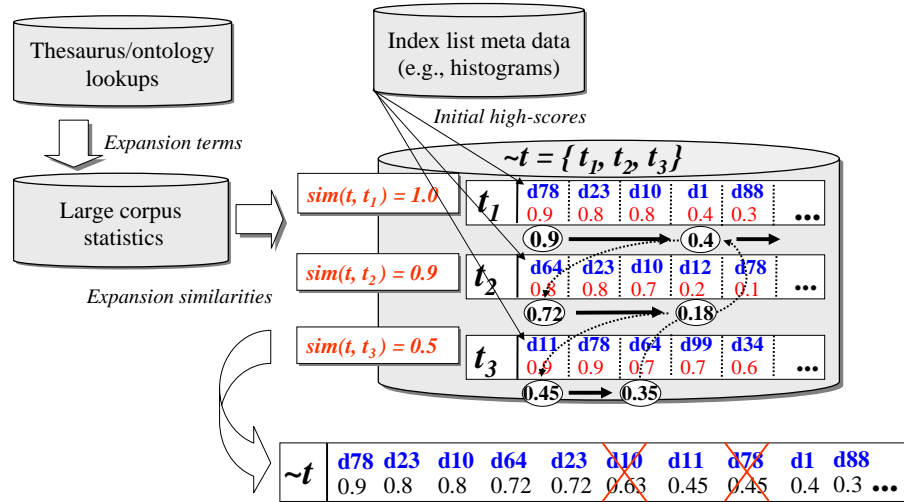 Thesaurus/ontology
lookups
Index list meta data
(e.g., histograms)
Initial high-scores
Expansion terms
~t = { t1, t2, t3}
Large corpus
statistics
sim(t, t1) = 1.0
t1
d78 d23 d10 d1 d88
0.9 0.8 0.8 0.4 0.3 ...
0.9 0.4
sim(t, t2) = 0.9
t2
d64 d23 d10 d12 d78
0.8 0.8 0.7 0.2 0.1 ...
0.72 0.18
Expansion similarities
sim(t, t3) = 0.5
t3
d11 d78 d64 d99 d34
0.9 0.9 0.7 0.7 0.6 ...
0.45 0.35
~t
d78 d23 d10 d64 d23 d10 d11 d78 d1 d88
0.9 0.8 0.8 0.72 0.72 0.63 0.45 0.45 0.4 0.3 ...